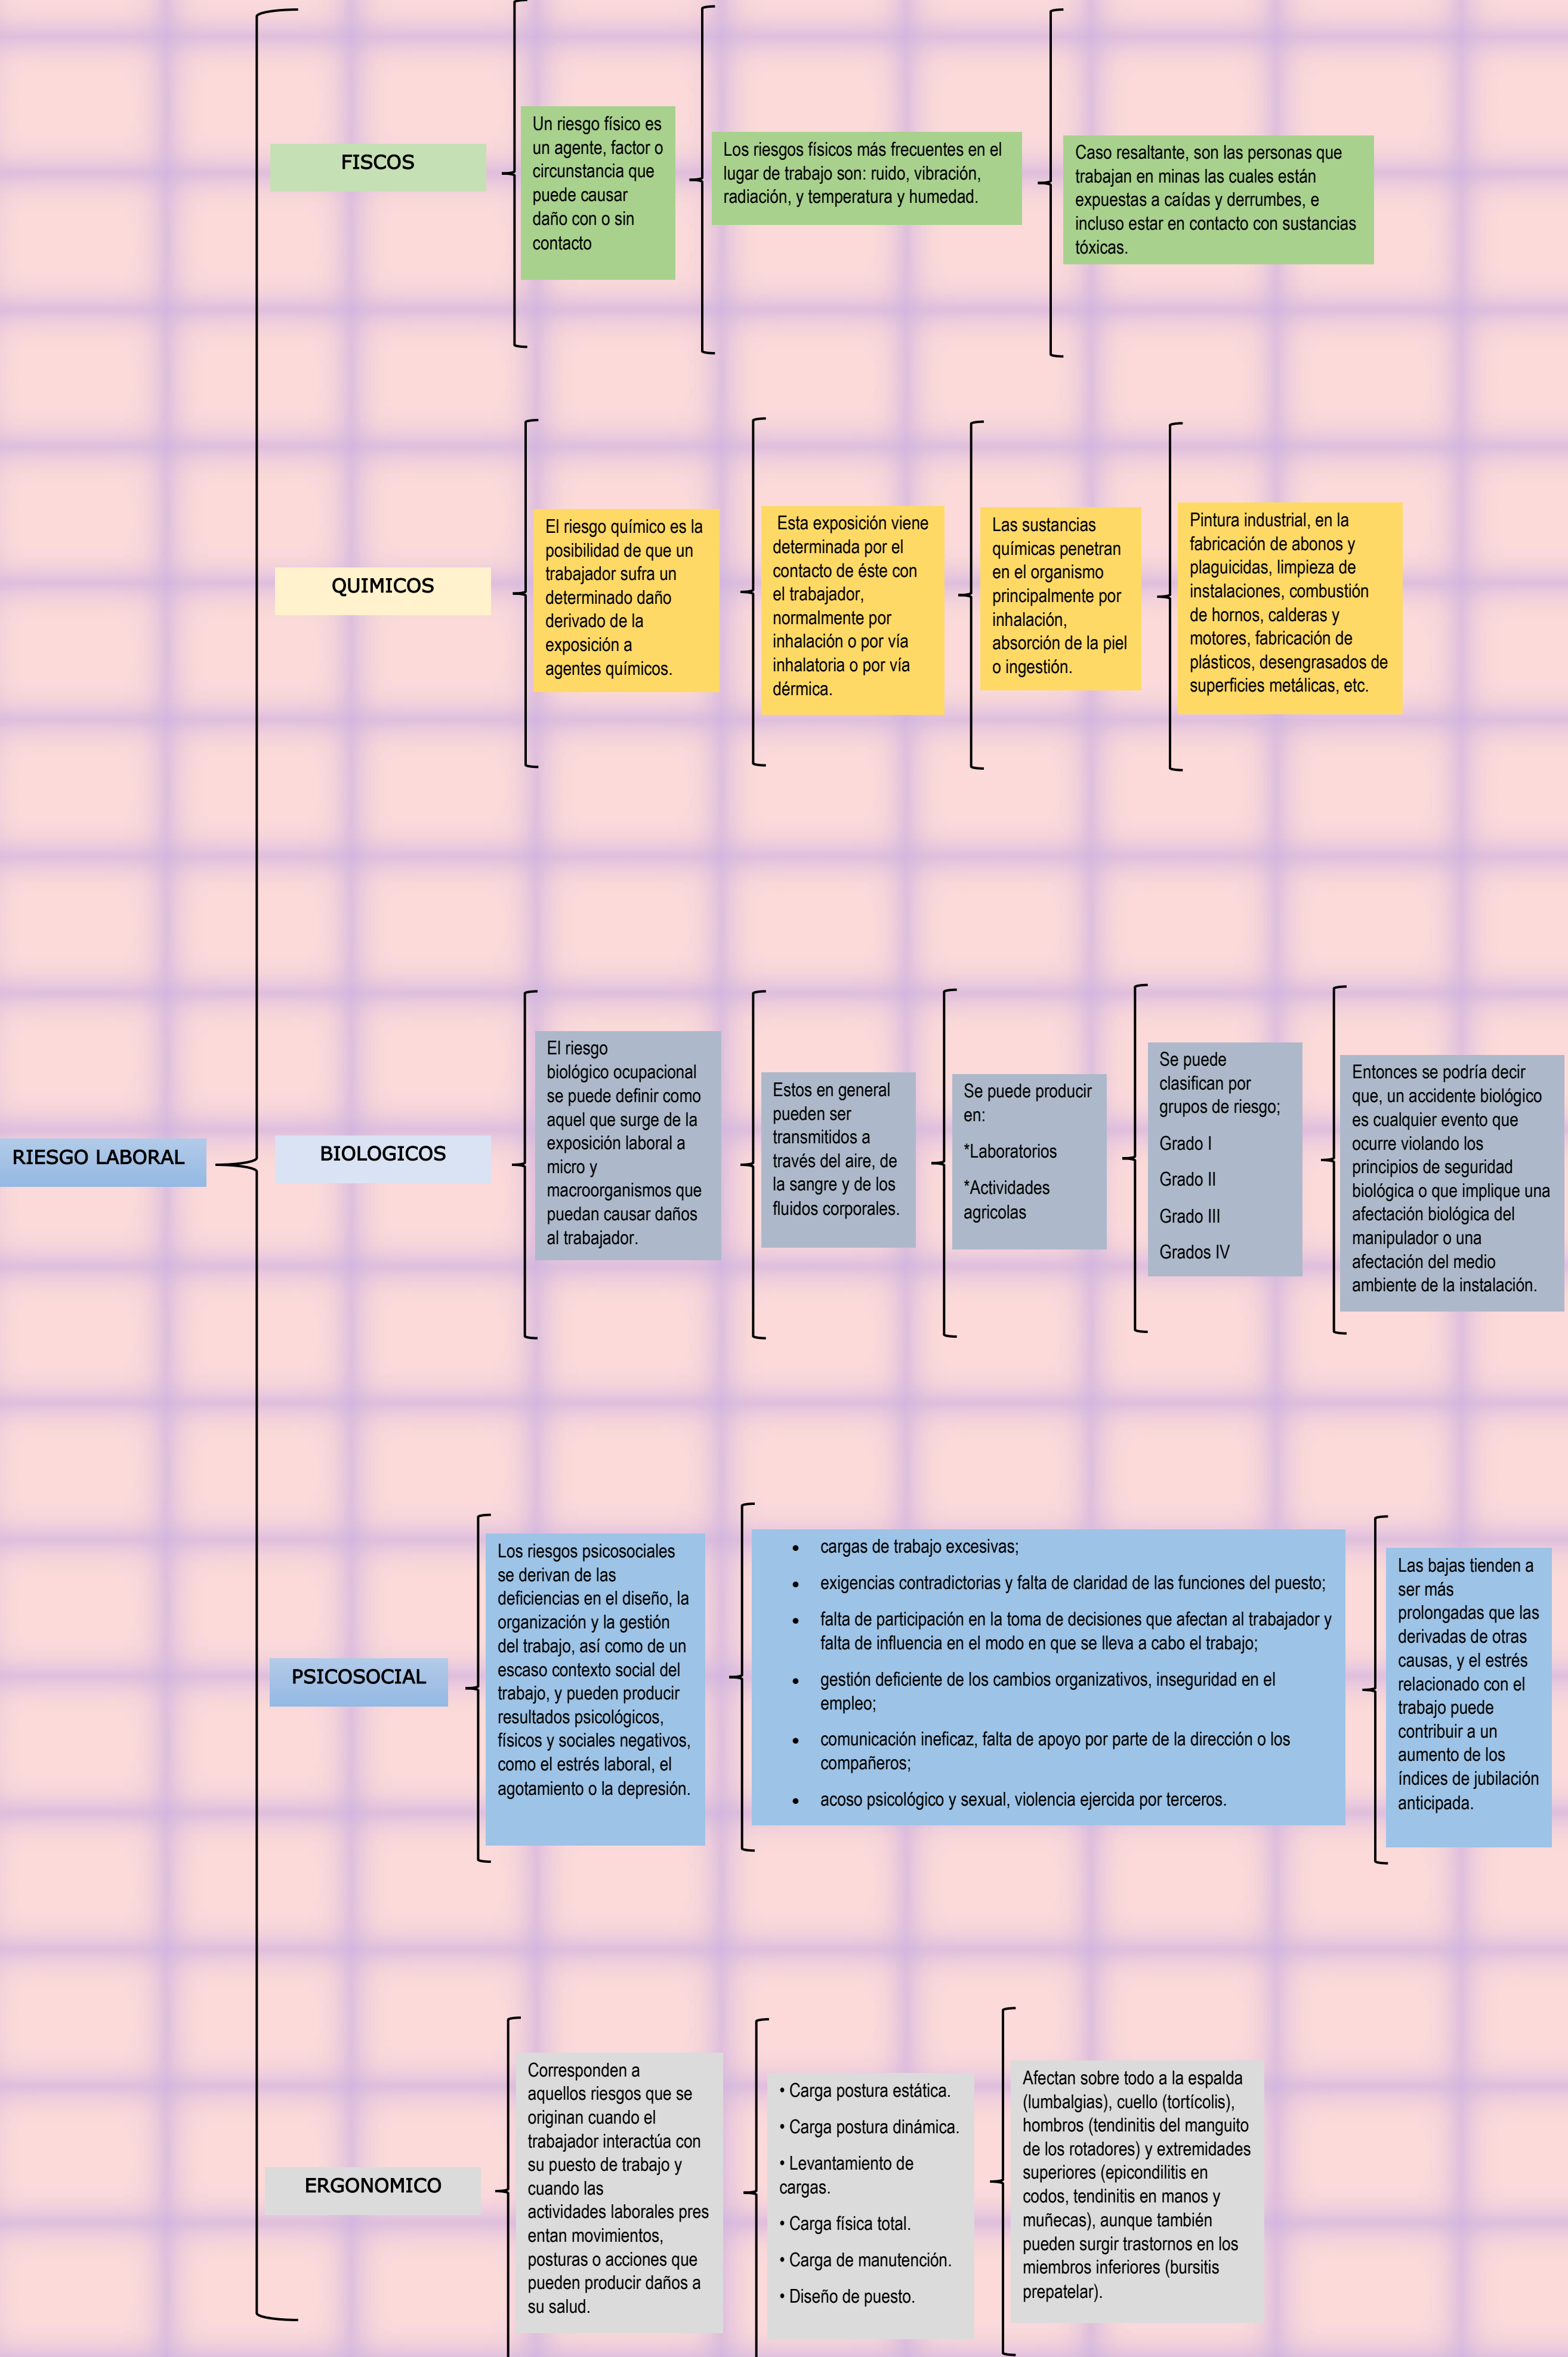 RIESGO LABORAL
FISCOS
Un riesgo físico es
un agente, factor o
circunstancia que
puede causar
daño con o sin
contacto
Los riesgos físicos más frecuentes en el
lugar de trabajo son: ruido, vibración,
radiación, y temperatura y humedad.
Caso resaltante, son las personas que
trabajan en minas las cuales están
expuestas a caídas y derrumbes, e
incluso estar en contacto con sustancias
tóxicas.
QUIMICOS
El riesgo químico es la
posibilidad de que un
trabajador sufra un
determinado daño
derivado de la
exposición a
agentes químicos.
Esta exposición viene
determinada por el
contacto de éste con
el trabajador,
normalmente por
inhalación o por vía
inhalatoria o por vía
dérmica.
Las sustancias
químicas penetran
en el organismo
principalmente por
inhalación,
absorción de la piel
o ingestión.
Pintura industrial, en la
fabricación de abonos y
plaguicidas, limpieza de
instalaciones, combustión
de hornos, calderas y
motores, fabricación de
plásticos, desengrasados de
superficies metálicas, etc.
BIOLOGICOS
El riesgo
biológico ocupacional
se puede definir como
aquel que surge de la
exposición laboral a
micro y
macroorganismos que
puedan causar daños
al trabajador.
Estos en general
pueden ser
transmitidos a
través del aire, de
la sangre y de los
fluidos corporales.
Se puede producir
en:
*Laboratorios
*Actividades
agricolas
Se puede
clasifican por
grupos de riesgo;
Grado I
Grado II
Grado III
Grados IV
Entonces se podría decir
que, un accidente biológico
es cualquier evento que
ocurre violando los
principios de seguridad
biológica o que implique una
afectación biológica del
manipulador o una
afectación del medio
ambiente de la instalación.
PSICOSOCIAL
Los riesgos psicosociales
se derivan de las
deficiencias en el diseño, la
organización y la gestión
del trabajo, así como de un
escaso contexto social del
trabajo, y pueden producir
resultados psicológicos,
físicos y sociales negativos,
como el estrés laboral, el
agotamiento o la depresión.
• cargas de trabajo excesivas;
• exigencias contradictorias y falta de claridad de las funciones del puesto;
• falta de participación en la toma de decisiones que afectan al trabajador y
falta de influencia en el modo en que se lleva a cabo el trabajo;
• gestión deficiente de los cambios organizativos, inseguridad en el
empleo;
• comunicación ineficaz, falta de apoyo por parte de la dirección o los
compañeros;
• acoso psicológico y sexual, violencia ejercida por terceros.
Las bajas tienden a
ser más
prolongadas que las
derivadas de otras
causas, y el estrés
relacionado con el
trabajo puede
contribuir a un
aumento de los
índices de jubilación
anticipada.
ERGONOMICO
Corresponden a
aquellos riesgos que se
originan cuando el
trabajador interactúa con
su puesto de trabajo y
cuando las
actividades laborales pres
entan movimientos,
posturas o acciones que
pueden producir daños a
su salud.
• Carga postura estática.
• Carga postura dinámica.
• Levantamiento de
cargas.
• Carga física total.
• Carga de manutención.
• Diseño de puesto.
Afectan sobre todo a la espalda
(lumbalgias), cuello (tortícolis),
hombros (tendinitis del manguito
de los rotadores) y extremidades
superiores (epicondilitis en
codos, tendinitis en manos y
muñecas), aunque también
pueden surgir trastornos en los
miembros inferiores (bursitis
prepatelar).